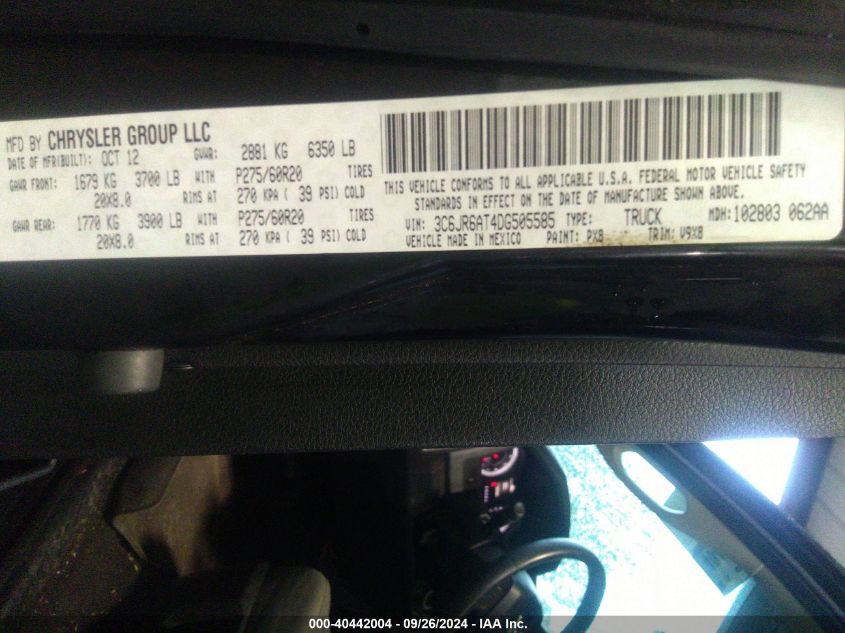 MFD BY CHRYSLER GROUP LLC
DATE OF MFR(BUILT): OCT 12 GVWR: 2881 KG 6350 LB
GAWR FRONT: 1679 KG 3700 LB WITH P275/60R20 TIRES
20X8.0 RIMS AT 270 KPA ( 39 PSI) COLD
GAWR REAR: 1770 KG 3900 LB WITH P275/60R20 TIRES
20X8.0 RIMS AT 270 KPA ( 39 PSI) COLD
THIS VEHICLE CONFORMS TO ALL APPLICABLE U.S.A. FEDERAL MOTOR VEHICLE SAFETY
STANDARDS IN EFFECT ON THE DATE OF MANUFACTURE SHOWN ABOVE.
VIN: 3C6JR6AT4DG505585 TYPE: TRUCK MDH: 102803 062AA
VEHICLE MADE IN MEXICO PAINT: PX8 TRIM: V9X8
000-40442004 - 09/26/2024 - IAA Inc.